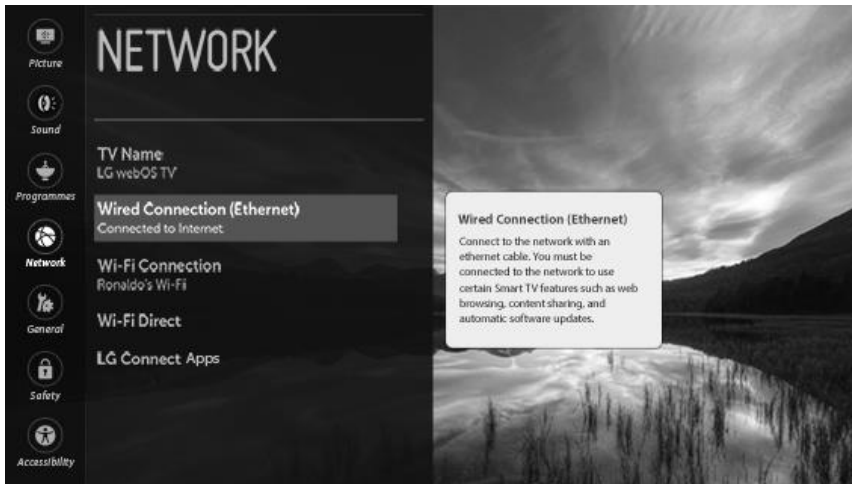 Picture
Sound
Programmes
Network
General
Safety
Accessibility
NETWORK
TV Name
LG webOS TV
Wired Connection (Ethernet)
Connected to Internet
Wi-Fi Connection
Ronaldo's Wi-Fi
Wi-Fi Direct
LG Connect Apps
Wired Connection (Ethernet)
Connect to the network with an
ethernet cable. You must be
connected to the network to use
certain Smart TV features such as web
browsing, content sharing, and
automatic software updates.